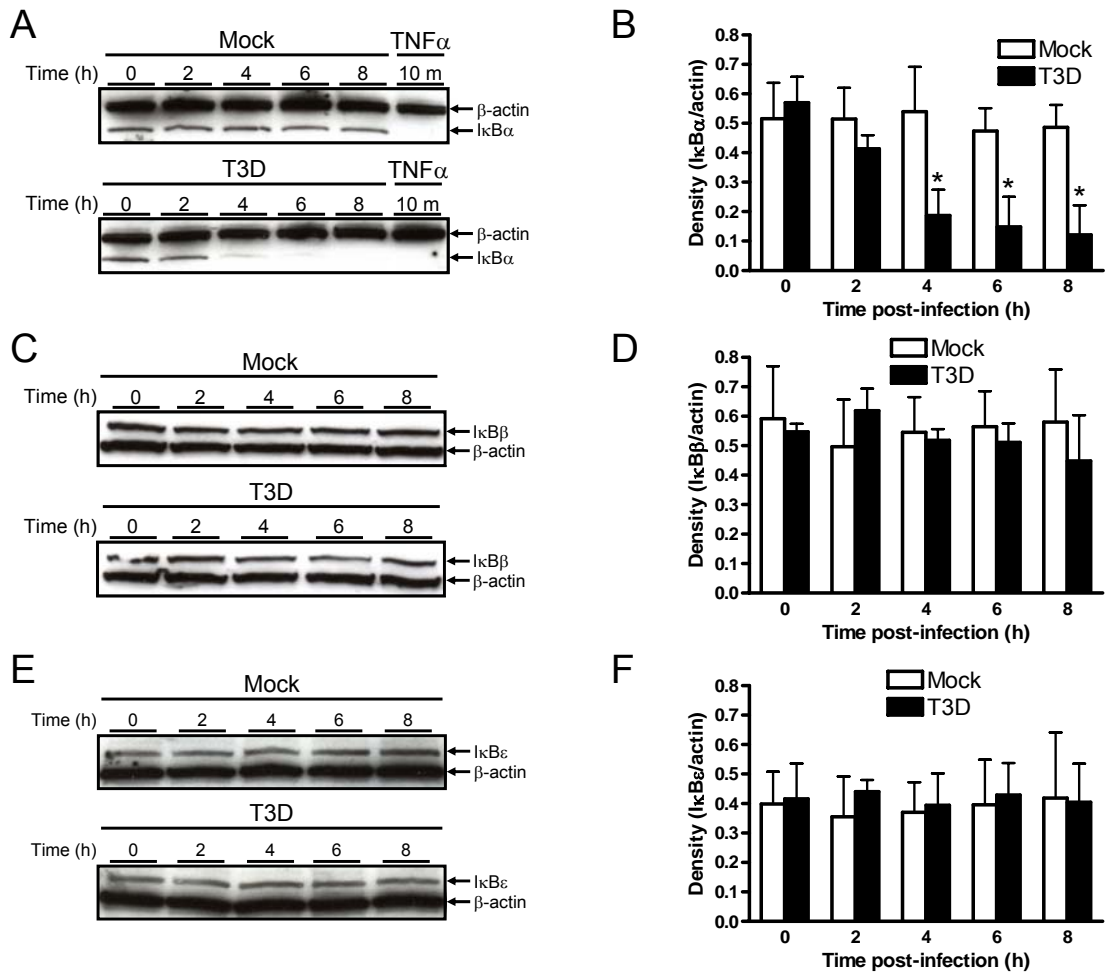 A
Mock
TNFα
Time (h)
0 2 4 6 8 10 m
β-actin
IκBα
T3D
TNFα
Time (h)
0 2 4 6 8 10 m
β-actin
IκBα
B
Mock
T3D
Density (IκBα/actin)
0.8
0.7
0.6
0.5
0.4
0.3
0.2
0.1
0.0
* * *
0 2 4 6 8
Time post-infection (h)
C
Mock
Time (h)
0 2 4 6 8
IκBβ
β-actin
T3D
Time (h)
0 2 4 6 8
IκBβ
β-actin
D
Mock
T3D
Density (IκBβ/actin)
0.8
0.7
0.6
0.5
0.4
0.3
0.2
0.1
0.0
0 2 4 6 8
Time post-infection (h)
E
Mock
Time (h)
0 2 4 6 8
IκBε
β-actin
T3D
Time (h)
0 2 4 6 8
IκBε
β-actin
F
Mock
T3D
Density (IκBε/actin)
0.8
0.7
0.6
0.5
0.4
0.3
0.2
0.1
0.0
0 2 4 6 8
Time post-infection (h)